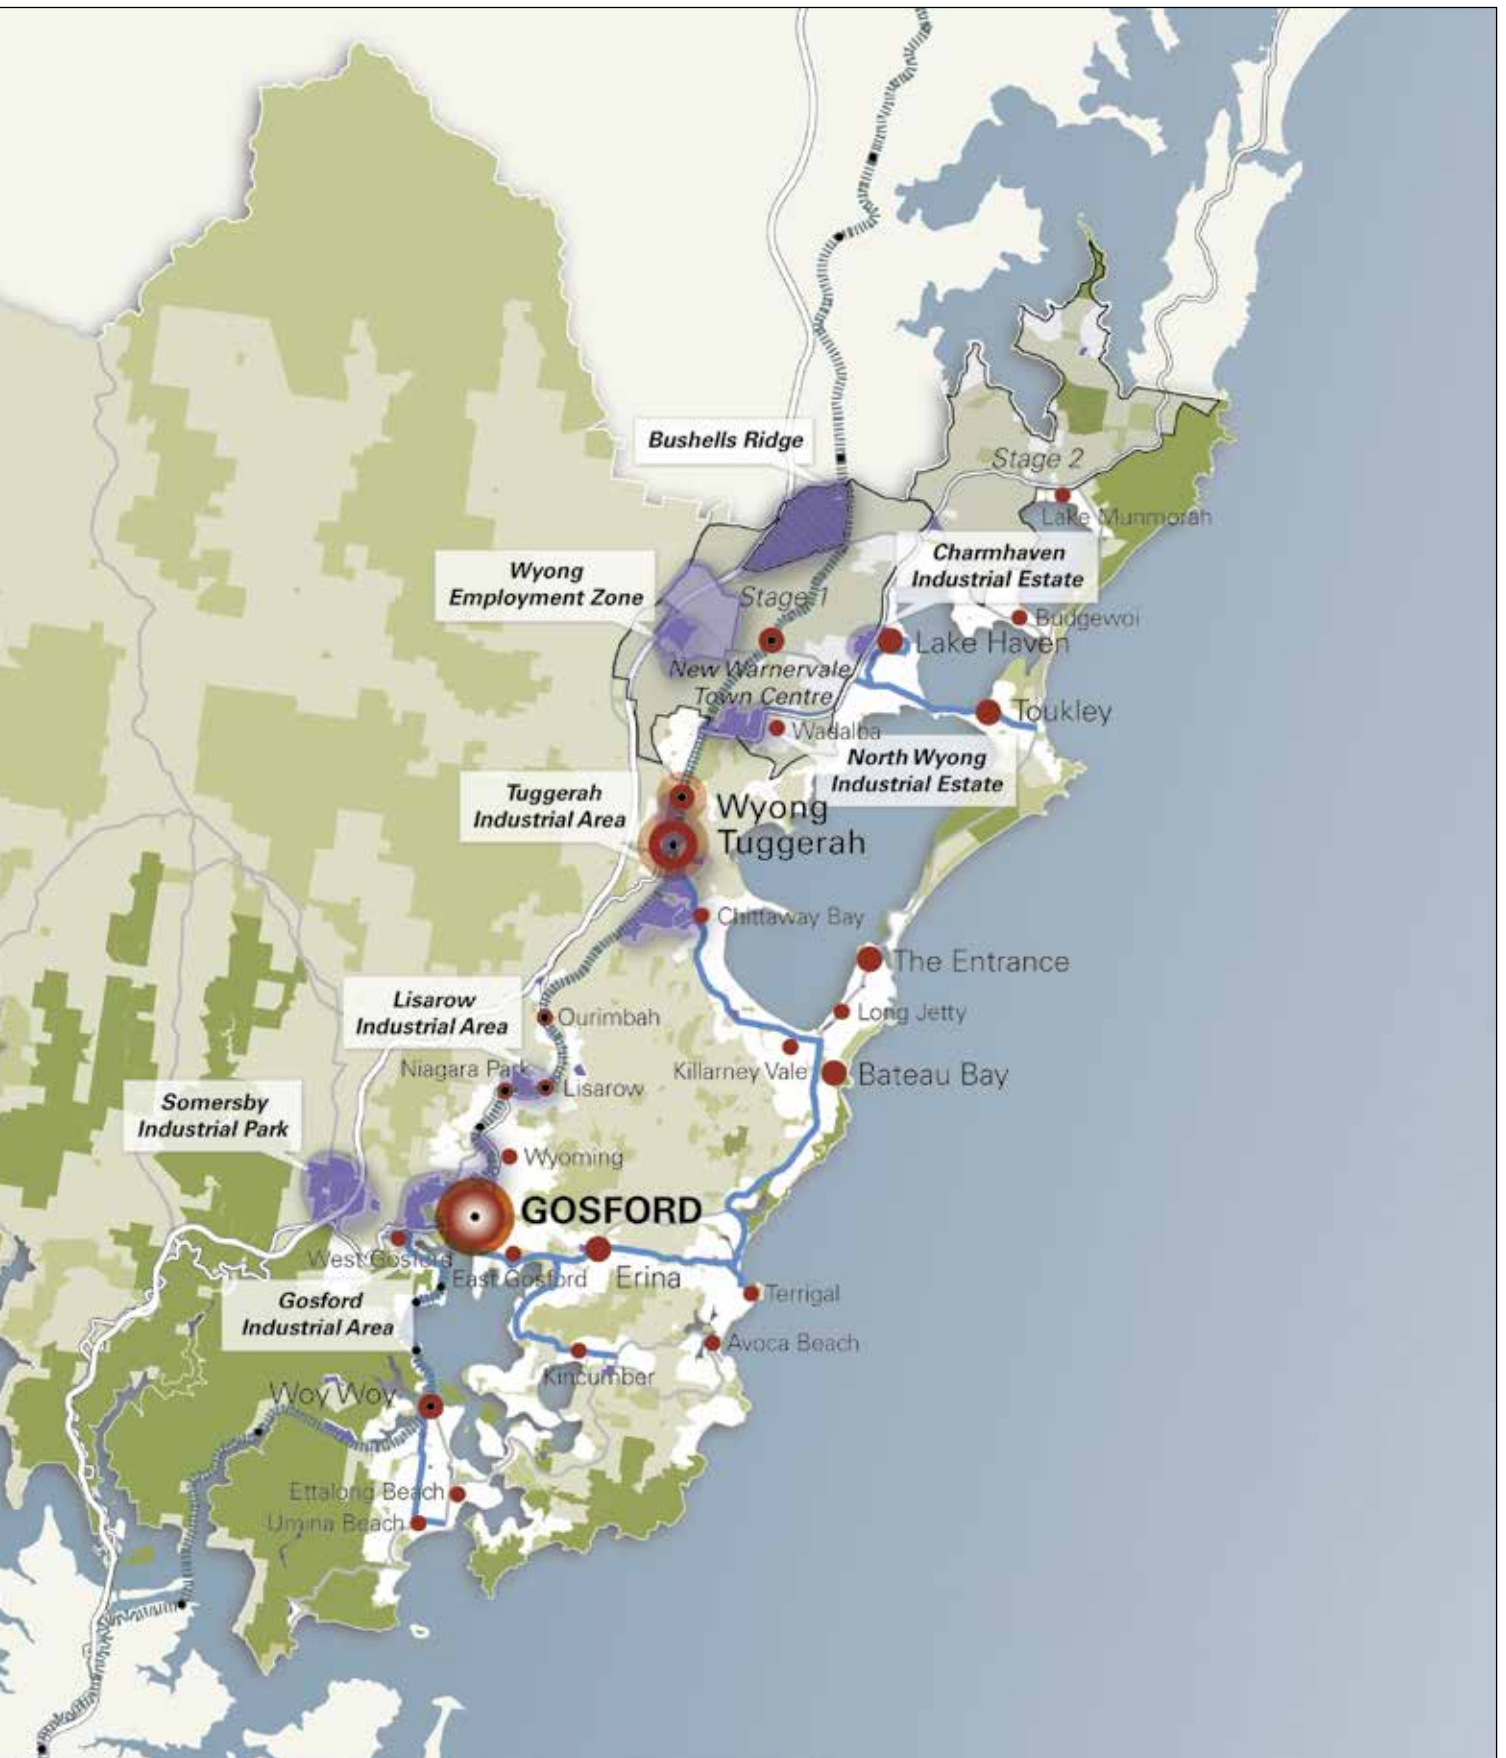 Bushells Ridge
Stage 2
Lake Munmorah
Charmhaven
Industrial Estate
Wyong
Employment Zone
Stage 1
Budgewoi
Lake Haven
New Warnervale
Town Centre
Toukley
Wadalba
North Wyong
Industrial Estate
Tuggerah
Industrial Area
Wyong
Tuggerah
Chittaway Bay
The Entrance
Lisarow
Industrial Area
Long Jetty
Ourimbah
Niagara Park
Killarney Vale
Bateau Bay
Lisarow
Somersby
Industrial Park
Wyoming
GOSFORD
West Gosford
East Gosford
Erina
Terrigal
Gosford
Industrial Area
Avoca Beach
Kincumber
Woy Woy
Ettalong Beach
Umina Beach